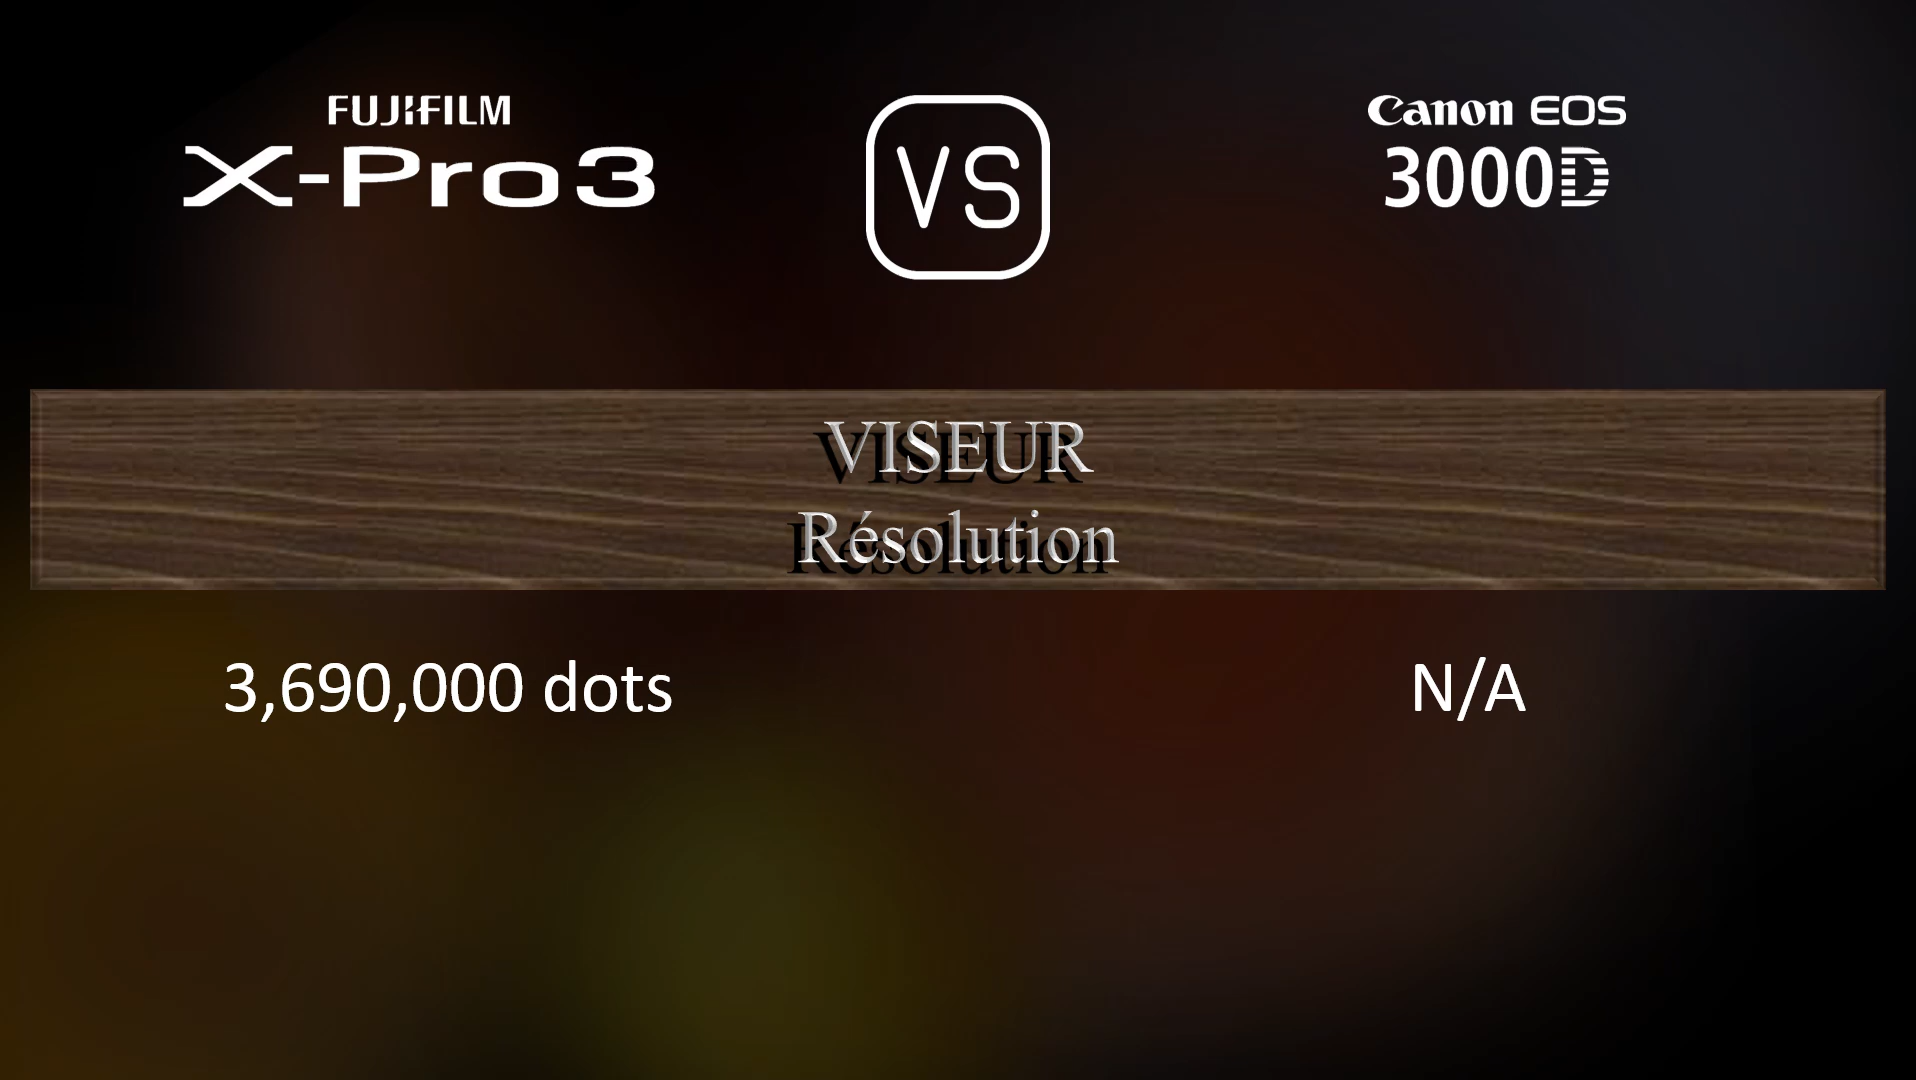 FUJIFILM
X-Pro3
VS
Canon EOS
3000D
VISEUR
Résolution
3,690,000 dots
N/A